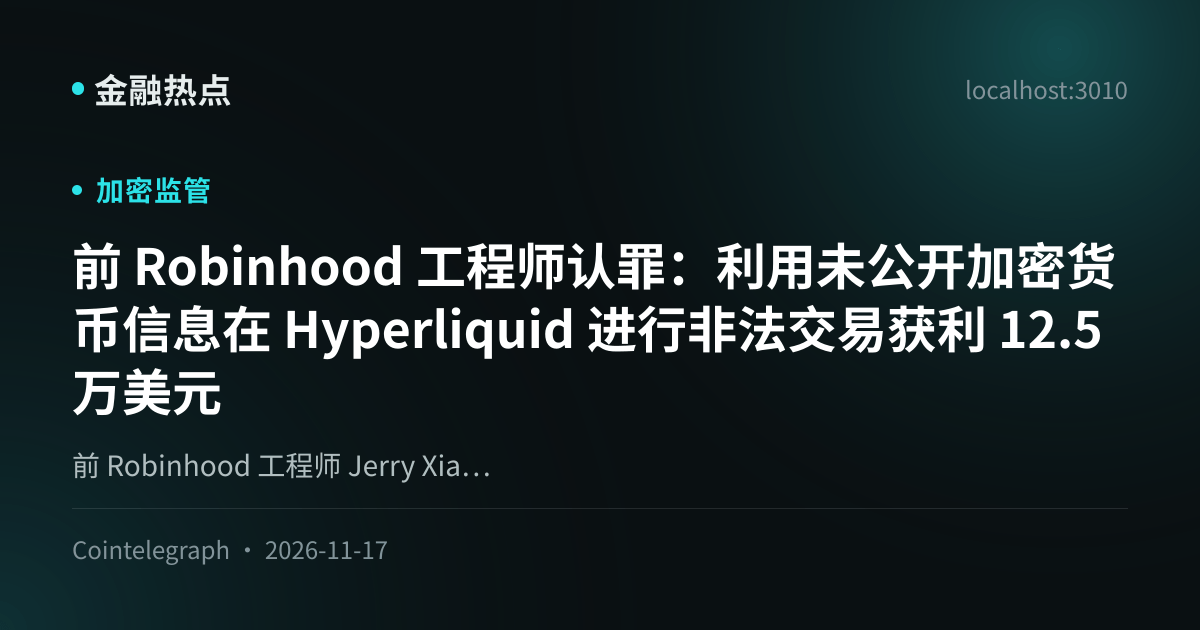 金融热点
localhost:3010
加密监管
前 Robinhood 工程师认罪：利用未公开加密货
币信息在 Hyperliquid 进行非法交易获利 12.5
万美元
前 Robinhood 工程师 Jerry Xia…
Cointelegraph · 2026-11-17